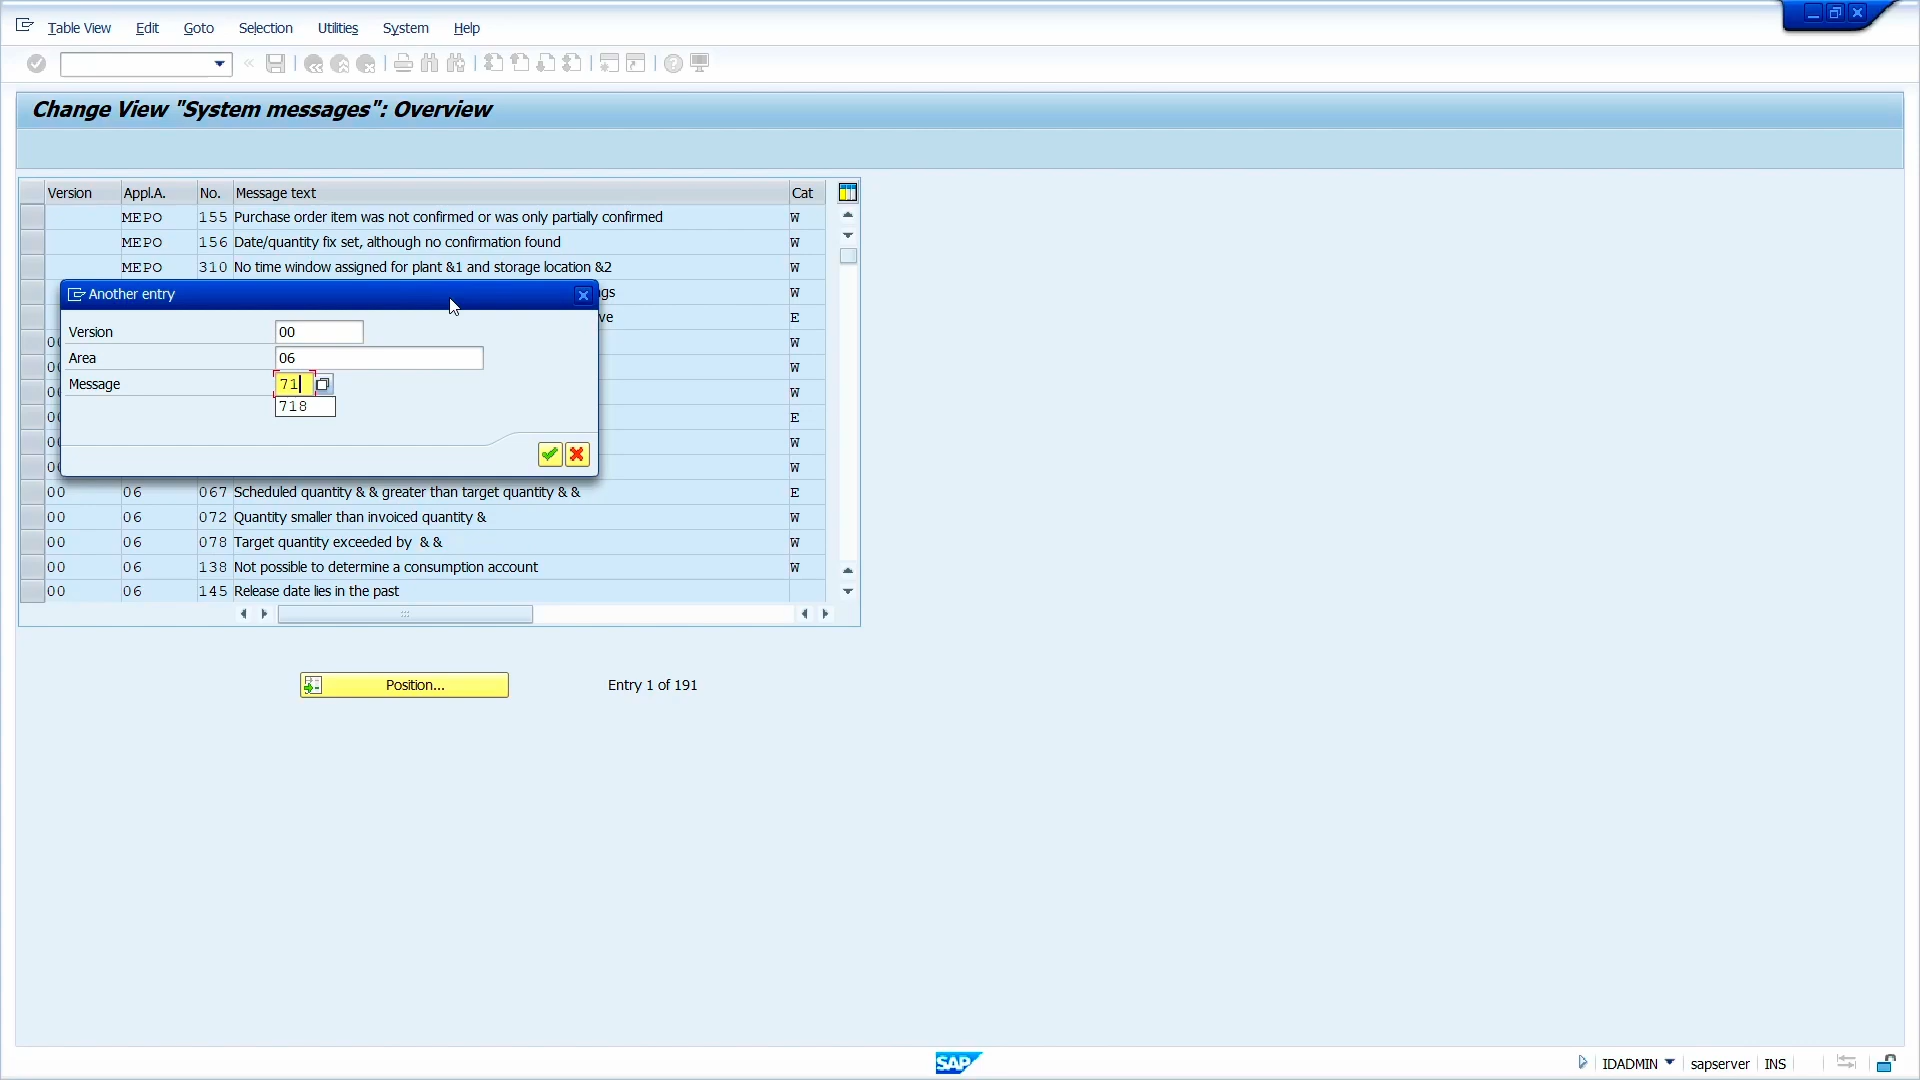 Table View Edit Goto Selection Utilities System Help
Change View "System messages": Overview
Version Appl.A. No. Message text Cat
MEPO 155 Purchase order item was not confirmed or was only partially confirmed W
MEPO 156 Date/quantity fix set, although no confirmation found W
MEPO 310 No time window assigned for plant &1 and storage location &2 W
Another entry
gs W
ve E
Version 00
W
Area 06
W
Message 71
W
718
E
W
W
00 06 067 Scheduled quantity & & greater than target quantity & & E
00 06 072 Quantity smaller than invoiced quantity & W
00 06 078 Target quantity exceeded by & & W
00 06 138 Not possible to determine a consumption account W
00 06 145 Release date lies in the past
Position... Entry 1 of 191
SAP IDADMIN sapserver INS